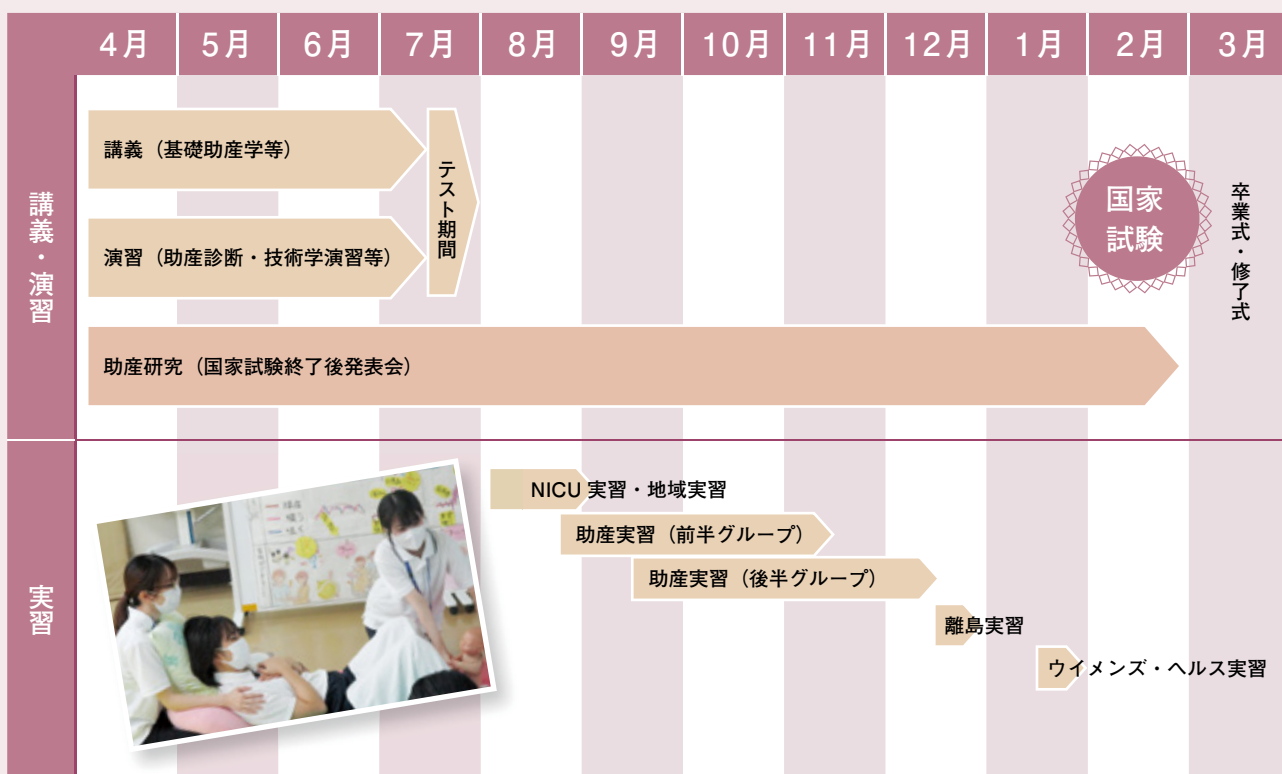 4月 5月 6月 7月 8月 9月 10月 11月 12月 1月 2月 3月
講義・演習
講義（基礎助産学等）
演習（助産診断・技術学演習等）
テスト期間
助産研究（国家試験終了後発表会）
国家
試験
卒業式・修了式
実習
NICU 実習・地域実習
助産実習（前半グループ）
助産実習（後半グループ）
離島実習
ウイメンズ・ヘルス実習